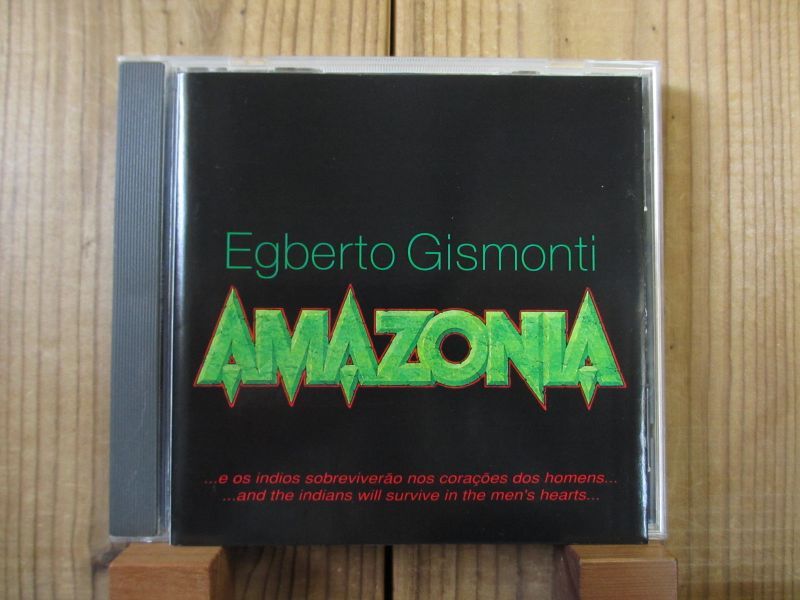 Egberto Gismonti
AMAZONIA
...e os indios sobreviverão nos corações dos homens...
...and the indians will survive in the men's hearts...